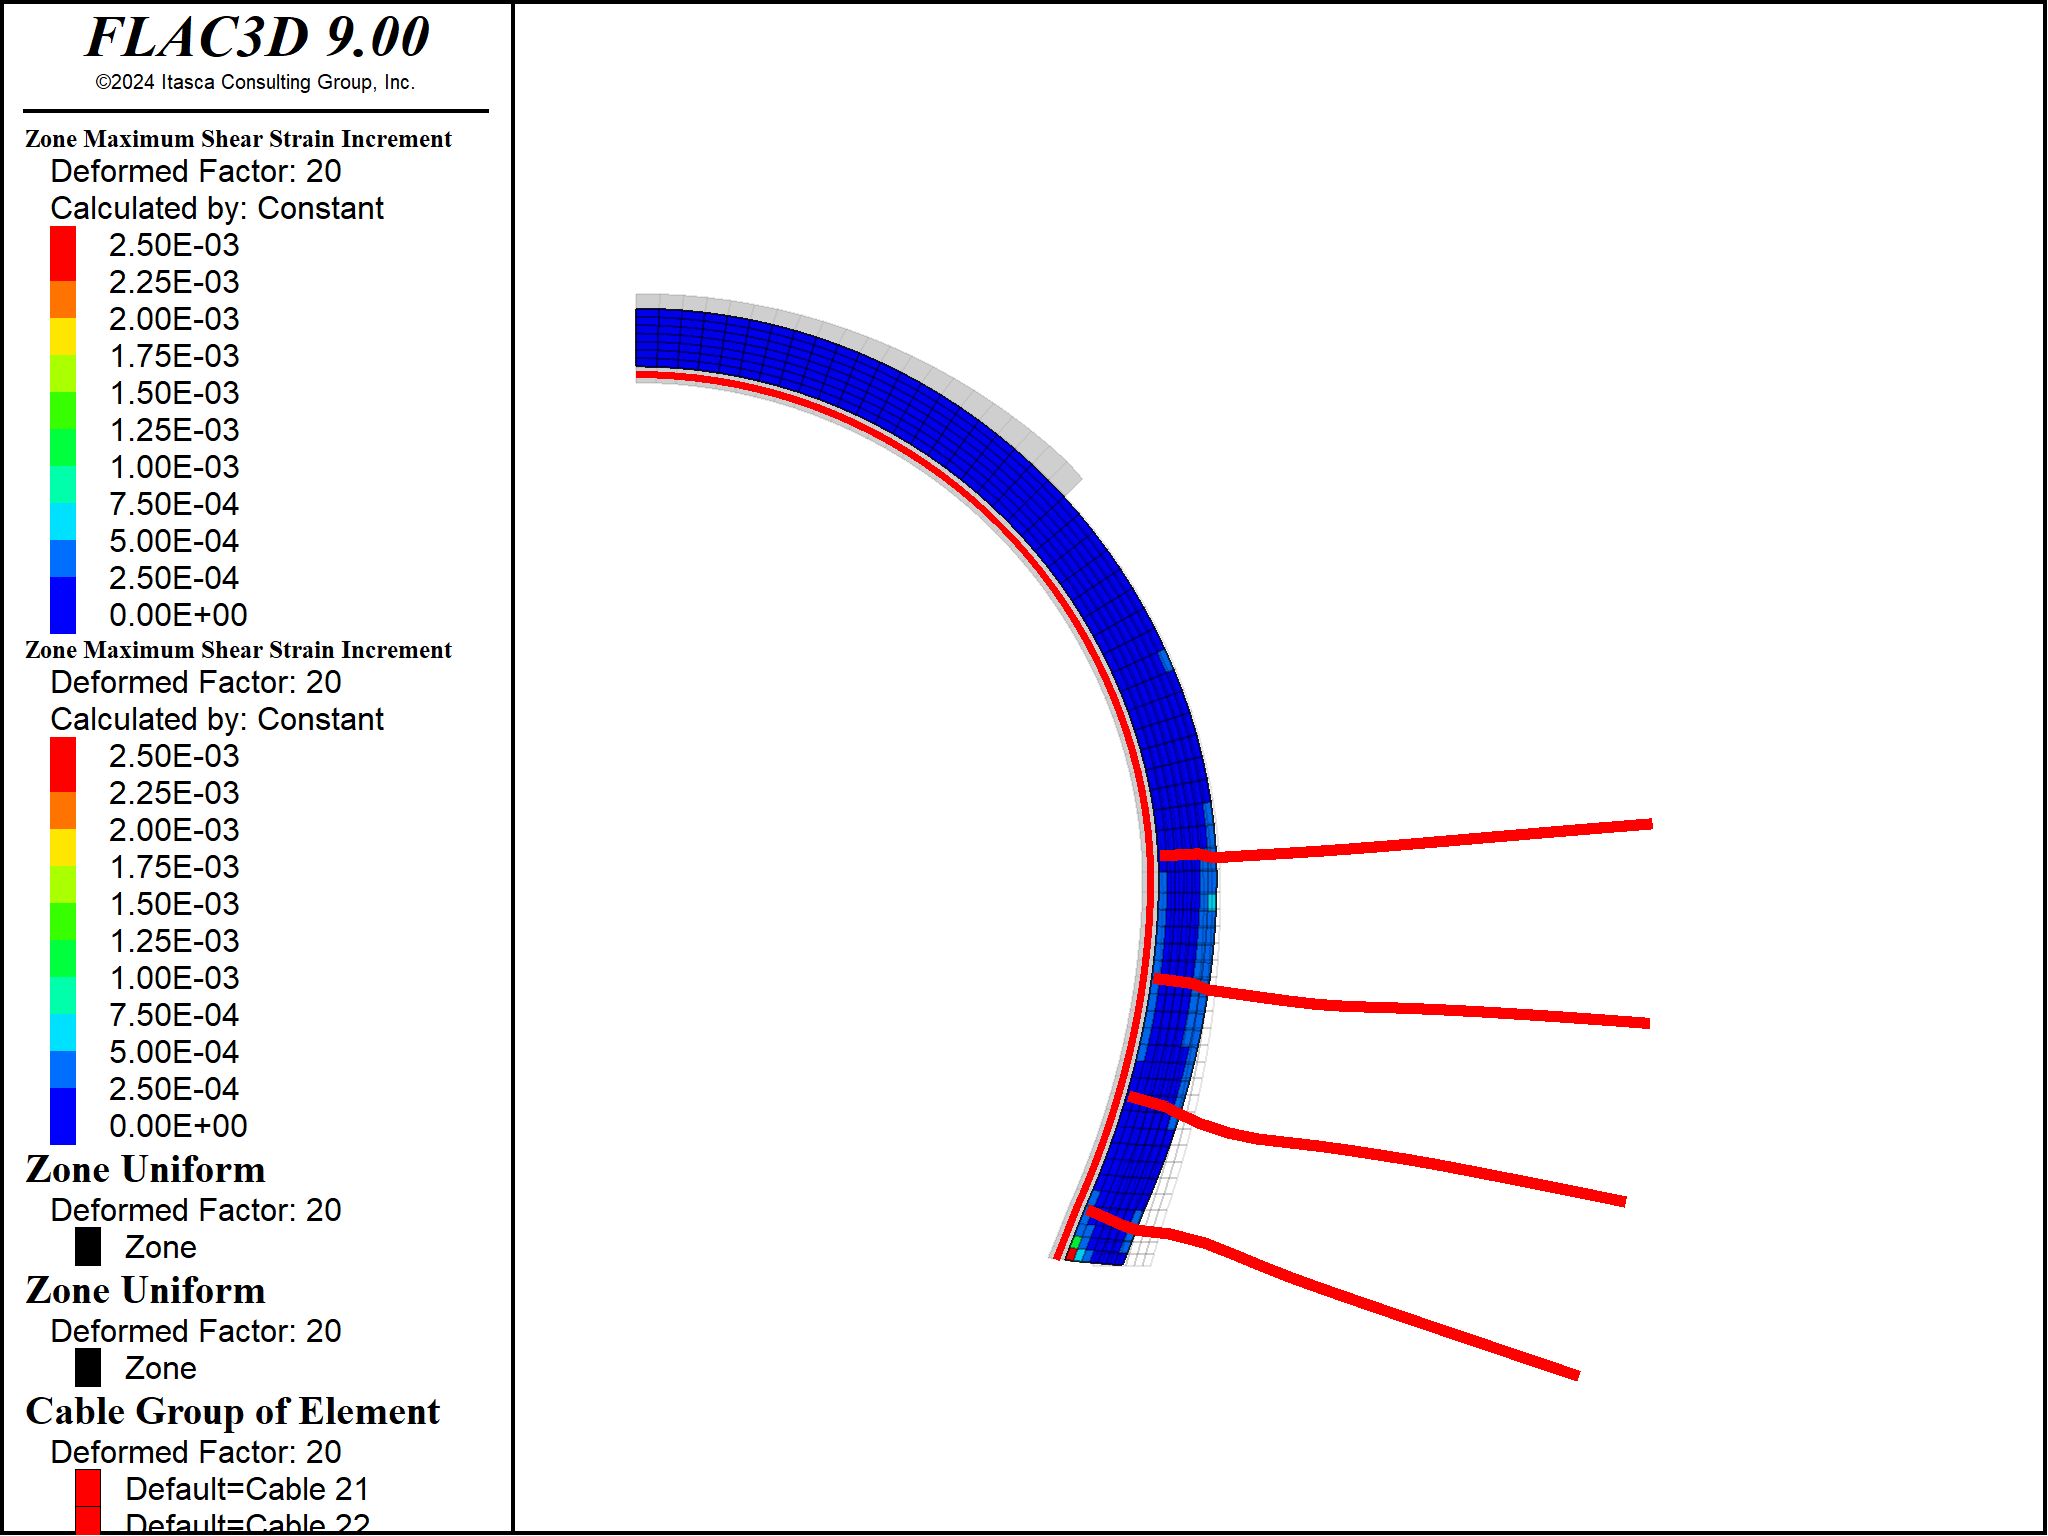 FLAC3D 9.00
©2024 Itasca Consulting Group, Inc.
Zone Maximum Shear Strain Increment
Deformed Factor: 20
Calculated by: Constant
2.50E-03
2.25E-03
2.00E-03
1.75E-03
1.50E-03
1.25E-03
1.00E-03
7.50E-04
5.00E-04
2.50E-04
0.00E+00
Zone Maximum Shear Strain Increment
Deformed Factor: 20
Calculated by: Constant
2.50E-03
2.25E-03
2.00E-03
1.75E-03
1.50E-03
1.25E-03
1.00E-03
7.50E-04
5.00E-04
2.50E-04
0.00E+00
Zone Uniform
Deformed Factor: 20
Zone
Zone Uniform
Deformed Factor: 20
Zone
Cable Group of Element
Deformed Factor: 20
Default=Cable 21
Default=Cable 22